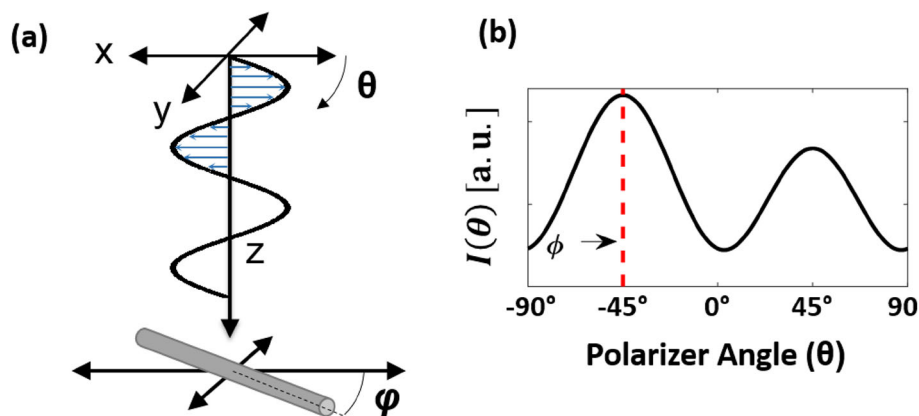 (a)
x
y
θ
z
φ
(b)
I(θ) [a.u.]
ϕ
-90° -45° 0° 45° 90
Polarizer Angle (θ)